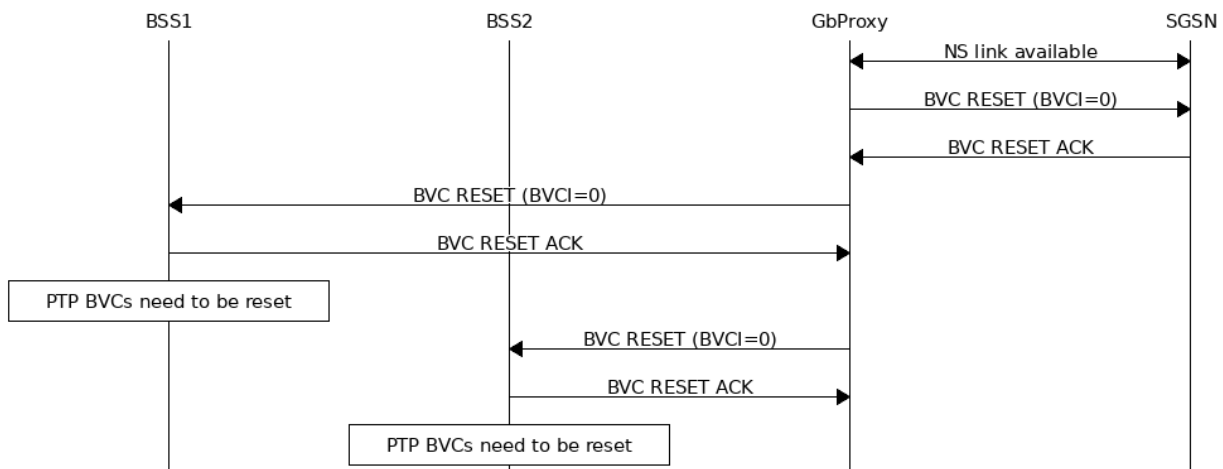 BSS1 BSS2 GbProxy SGSN
NS link available
BVC RESET (BVCI=0)
BVC RESET ACK
BVC RESET (BVCI=0)
BVC RESET ACK
PTP BVCs need to be reset
BVC RESET (BVCI=0)
BVC RESET ACK
PTP BVCs need to be reset